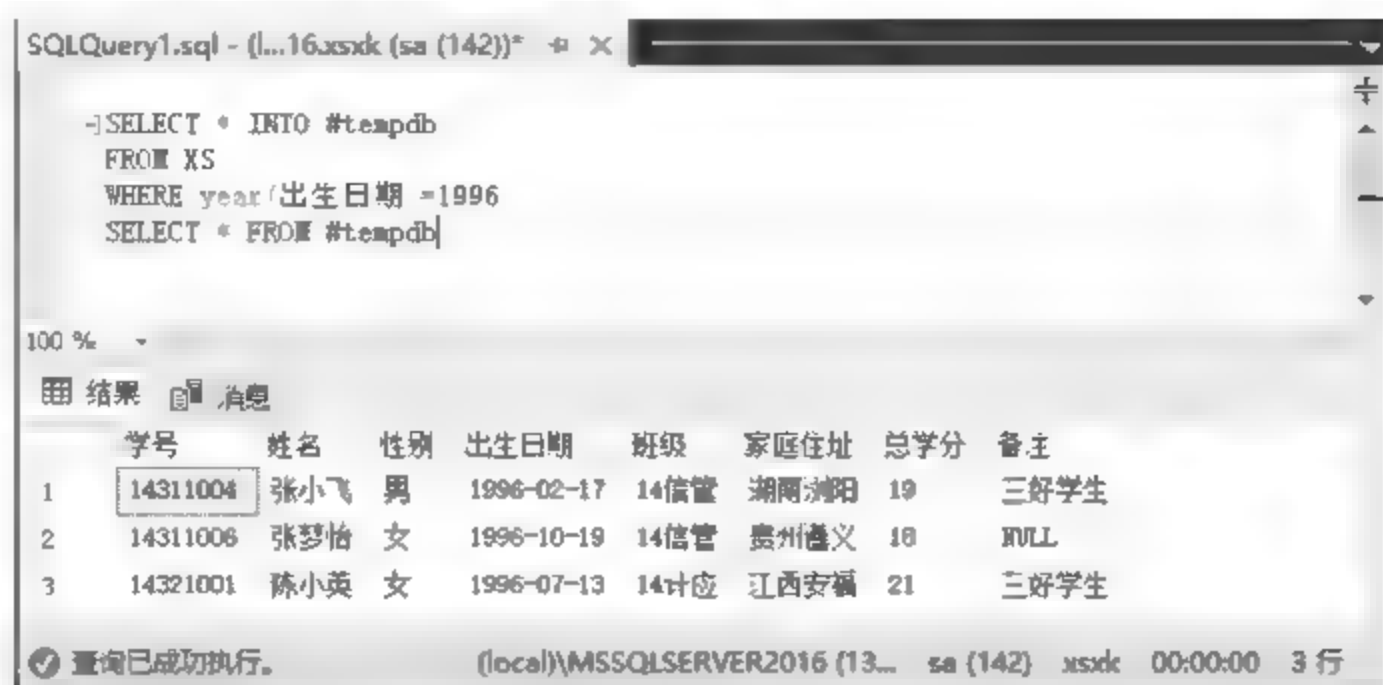 SQLQuery1.sql - (l...16.xsxk (sa (142))*
SELECT * INTO #tempdb
FROM XS
WHERE year(出生日期 =1996
SELECT * FROM #tempdb
100 %
结果 消息
学号 姓名 性别 出生日期 班级 家庭住址 总学分 备主
1 14311004 张小飞 男 1996-02-17 14信管 湖南浏阳 19 三好学生
2 14311006 张梦怡 女 1996-10-19 14信管 贵州遵义 18 NULL
3 14321001 陈小英 女 1996-07-13 14计应 江西安福 21 三好学生
查询已成功执行。 (local)\MSSQLSERVER2016 (13... sa (142) xsxk 00:00:00 3 行